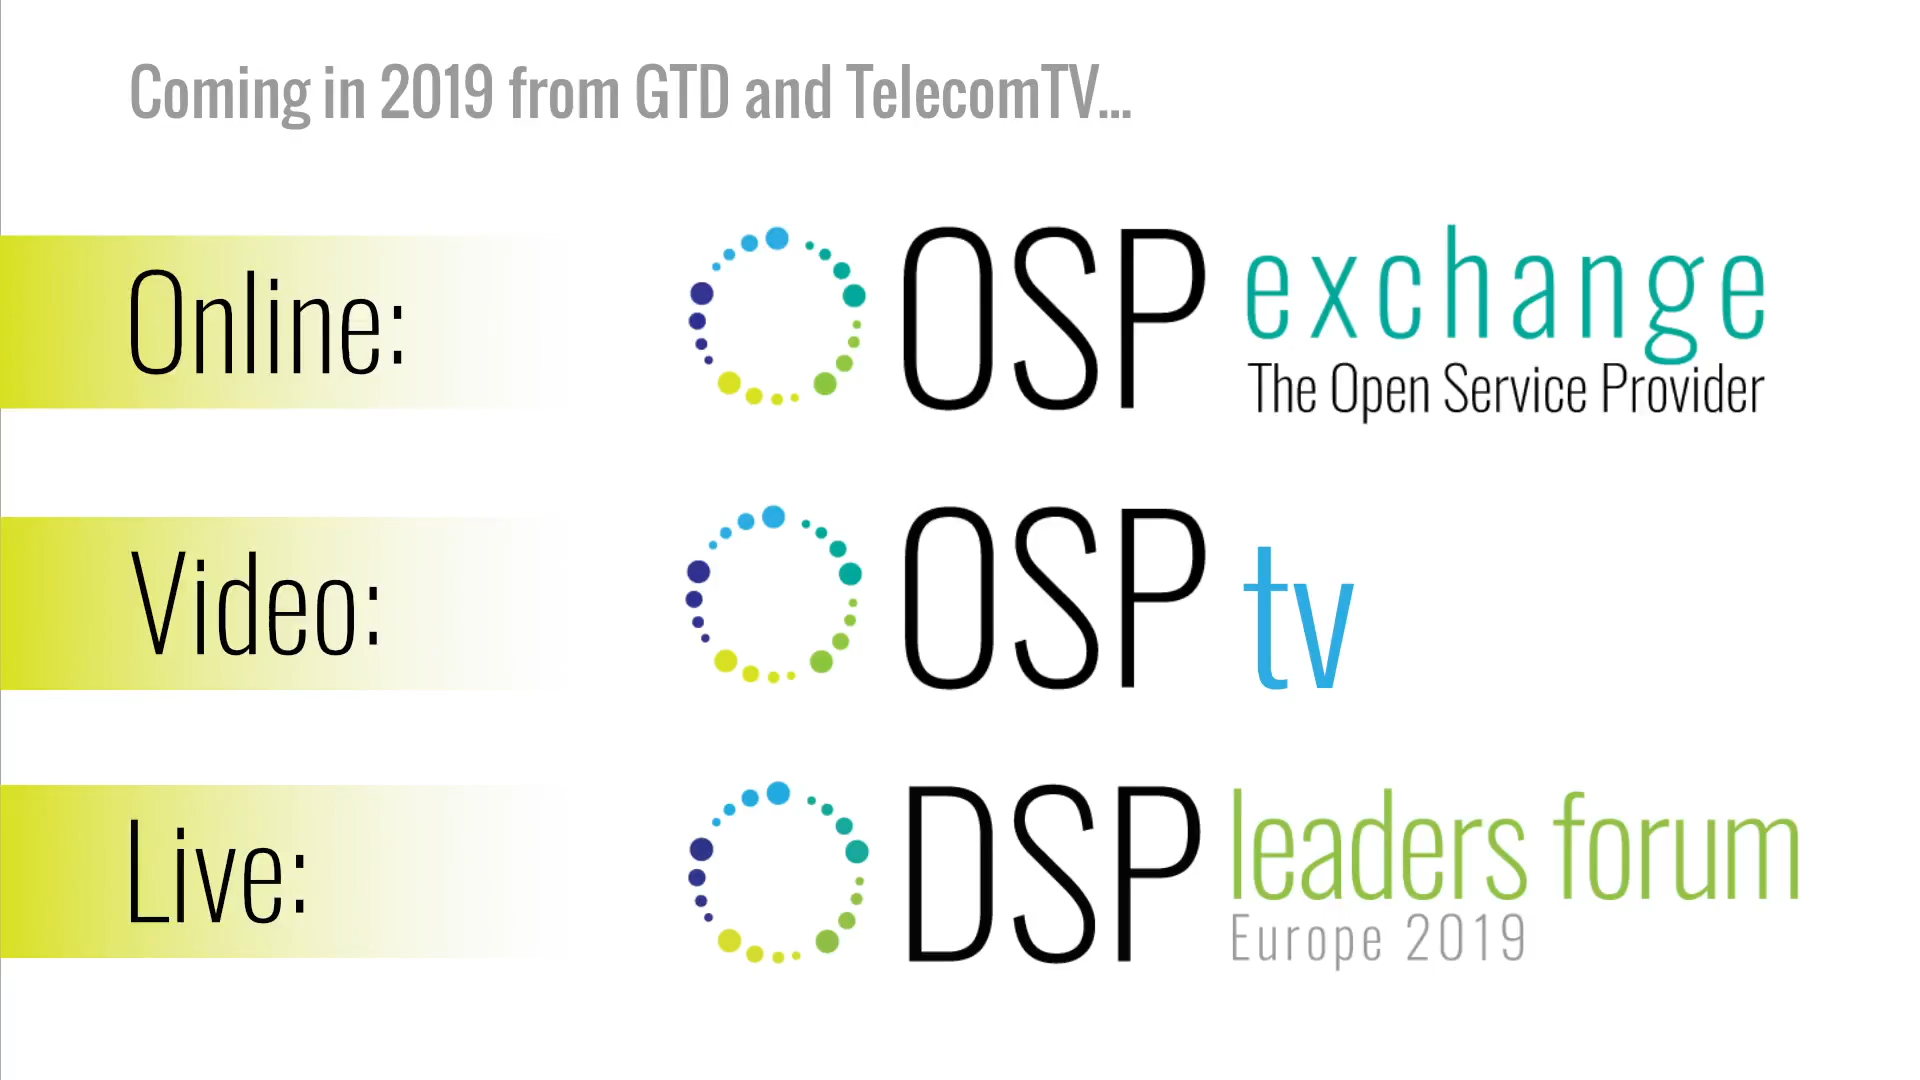 Coming in 2019 from GTD and TelecomTV...
Online:
OSP exchange
The Open Service Provider
Video:
OSP tv
Live:
DSP leaders forum
Europe 2019